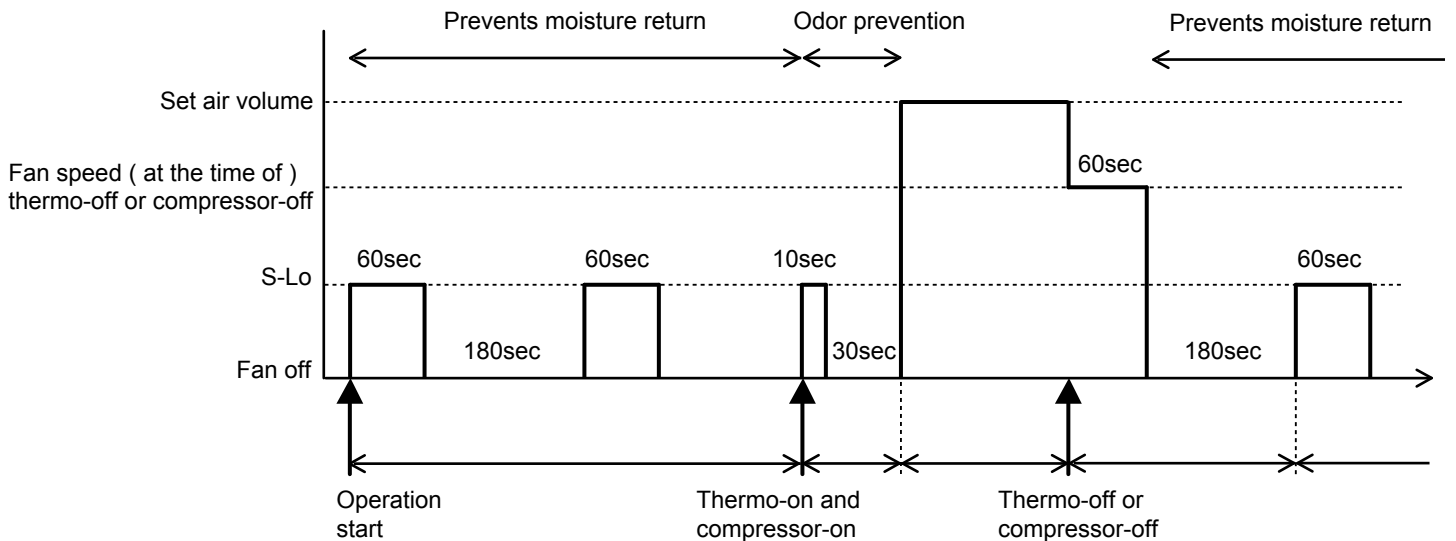 Prevents moisture return
Odor prevention
Prevents moisture return
Set air volume
Fan speed ( at the time of )
thermo-off or compressor-off
60sec
S-Lo
60sec
60sec
10sec
60sec
Fan off
180sec
30sec
180sec
Operation
start
Thermo-on and
compressor-on
Thermo-off or
compressor-off